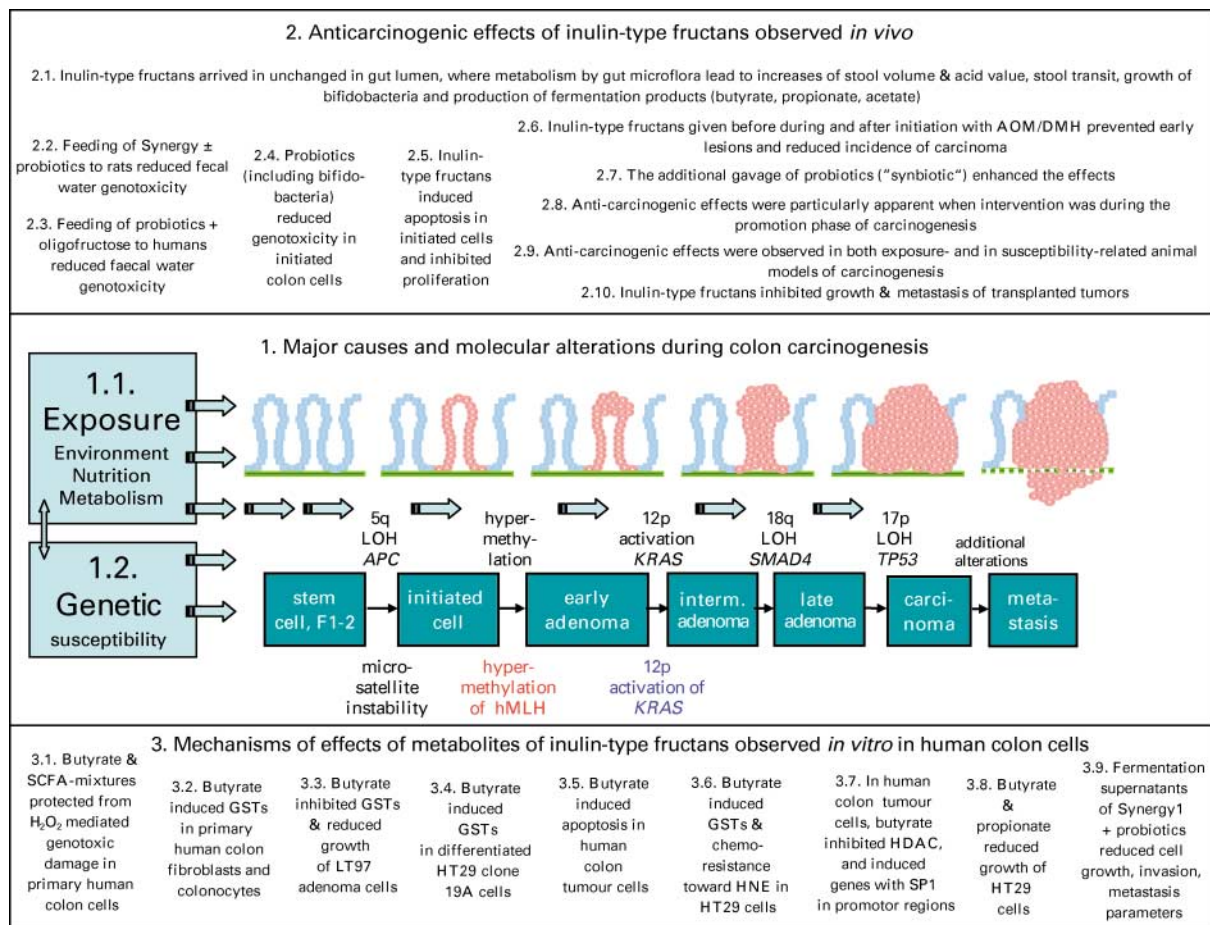 2. Anticarcinogenic effects of inulin-type fructans observed in vivo
2.1. Inulin-type fructans arrived in unchanged in gut lumen, where metabolism by gut microflora lead to increases of stool volume & acid value, stool transit, growth of
bifidobacteria and production of fermentation products (butyrate, propionate, acetate)
2.2. Feeding of Synergy ±
probiotics to rats reduced fecal
water genotoxicity
2.3. Feeding of probiotics +
oligofructose to humans
reduced faecal water
genotoxicity
2.4. Probiotics
(including bifido-
bacteria)
reduced
genotoxicity in
initiated
colon cells
2.5. Inulin-
type fructans
induced
apoptosis in
initiated cells
and inhibited
proliferation
2.6. Inulin-type fructans given before during and after initiation with AOM/DMH prevented early
lesions and reduced incidence of carcinoma
2.7. The additional gavage of probiotics ("synbiotic") enhanced the effects
2.8. Anti-carcinogenic effects were particularly apparent when intervention was during the
promotion phase of carcinogenesis
2.9. Anti-carcinogenic effects were observed in both exposure- and in susceptibility-related animal
models of carcinogenesis
2.10. Inulin-type fructans inhibited growth & metastasis of transplanted tumors
1. Major causes and molecular alterations during colon carcinogenesis
1.1.
Exposure
Environment
Nutrition
Metabolism
1.2.
Genetic
susceptibility
5q
LOH
APC
hyper-
methy-
lation
12p
activation
KRAS
18q
LOH
SMAD4
17p
LOH
TP53
additional
alterations
stem
cell, F1-2
initiated
cell
early
adenoma
interm.
adenoma
late
adenoma
carci-
noma
meta-
stasis
micro-
satellite
instability
hyper-
methylation
of hMLH
12p
activation of
KRAS
3. Mechanisms of effects of metabolites of inulin-type fructans observed in vitro in human colon cells
3.1. Butyrate &
SCFA-mixtures
protected from
H₂O₂ mediated
genotoxic
damage in
primary human
colon cells
3.2. Butyrate
induced GSTs
in primary
human colon
fibroblasts and
colonocytes
3.3. Butyrate
inhibited GSTs
& reduced
growth
of LT97
adenoma cells
3.4. Butyrate
induced
GSTs
in differentiated
HT29 clone
19A cells
3.5. Butyrate
induced
apoptosis in
human
colon
tumour cells
3.6. Butyrate
induced
GSTs &
chemo-
resistance
toward HNE in
HT29 cells
3.7. In human
colon tumour
cells, butyrate
inhibited HDAC,
and induced
genes with SP1
in promotor regions
3.8. Butyrate
&
propionate
reduced
growth of
HT29
cells
3.9. Fermentation
supernatants
of Synergy1
+ probiotics
reduced cell
growth, invasion,
metastasis
parameters